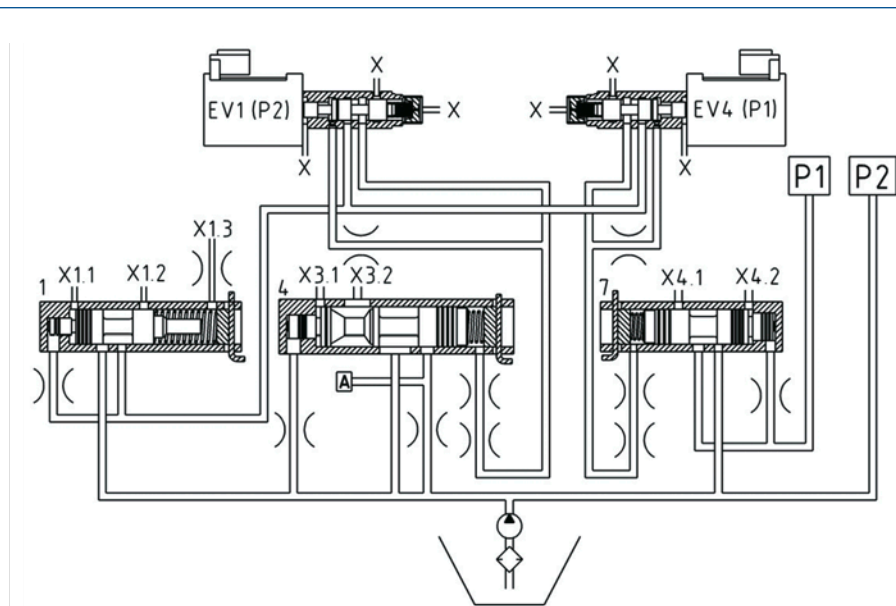 X
X
EV1 (P2)
X
X
EV4 (P1)
X
X
P1
P2
X1.3
1
X1.1
X1.2
4
X3.1
X3.2
7
X4.1
X4.2
A